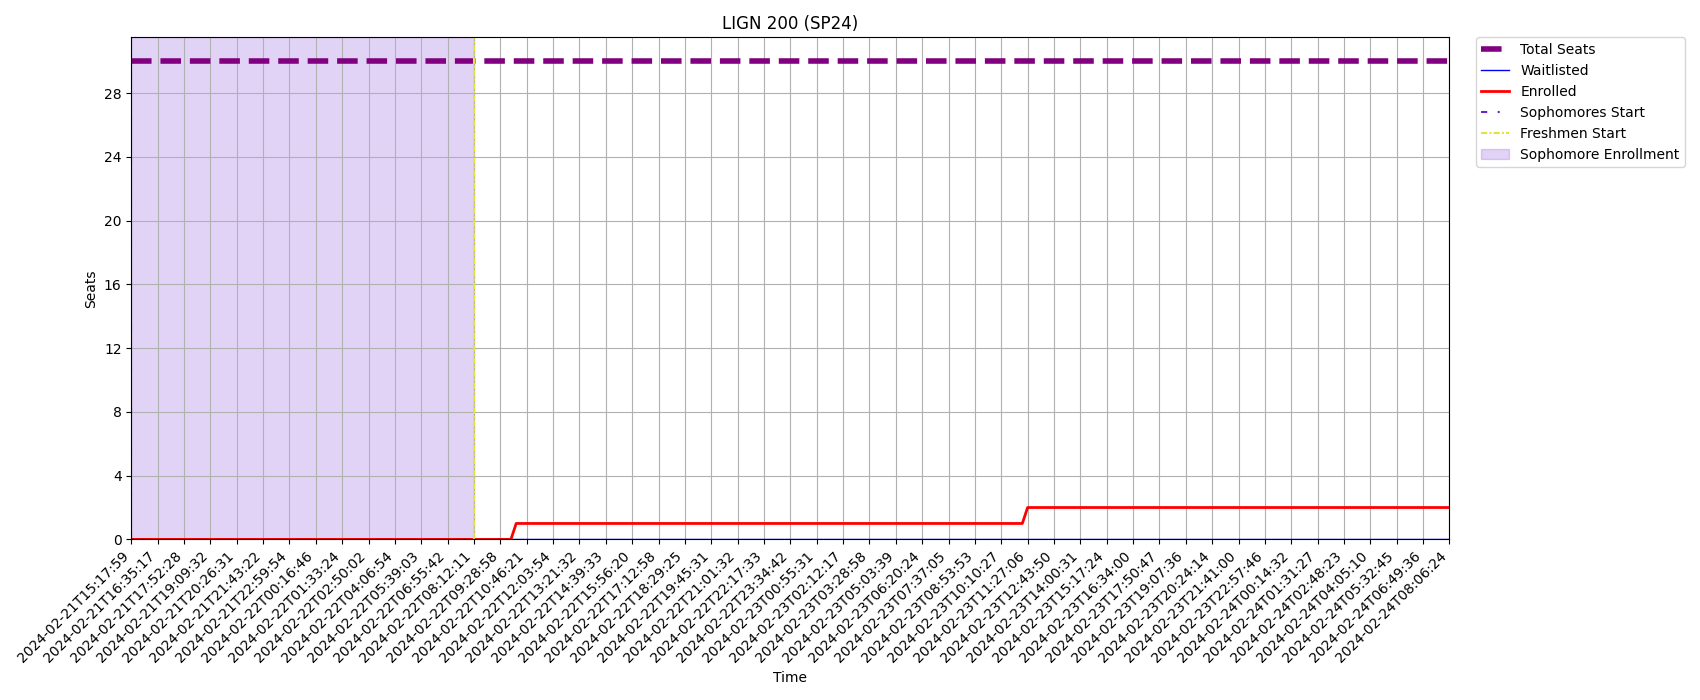 LIGN 200 (SP24)
Total Seats
Waitlisted
Enrolled
Sophomores Start
Freshmen Start
Sophomore Enrollment
28
24
20
16
12
8
4
0
Seats
2024-02-21T15:17:59
2024-02-21T16:35:17
2024-02-21T17:52:28
2024-02-21T19:09:32
2024-02-21T20:26:31
2024-02-21T21:43:22
2024-02-21T22:59:54
2024-02-22T00:16:46
2024-02-22T01:33:24
2024-02-22T02:50:02
2024-02-22T04:06:54
2024-02-22T05:39:03
2024-02-22T06:55:42
2024-02-22T08:12:11
2024-02-22T09:28:58
2024-02-22T10:46:21
2024-02-22T12:03:54
2024-02-22T13:21:32
2024-02-22T14:39:33
2024-02-22T15:56:20
2024-02-22T17:12:58
2024-02-22T18:29:25
2024-02-22T19:45:31
2024-02-22T21:01:32
2024-02-22T22:17:33
2024-02-22T23:34:42
2024-02-23T00:55:31
2024-02-23T02:12:17
2024-02-23T03:28:58
2024-02-23T05:03:39
2024-02-23T06:20:24
2024-02-23T07:37:05
2024-02-23T08:53:53
2024-02-23T10:10:27
2024-02-23T11:27:06
2024-02-23T12:43:50
2024-02-23T14:00:31
2024-02-23T15:17:24
2024-02-23T16:34:00
2024-02-23T17:50:47
2024-02-23T19:07:36
2024-02-23T20:24:14
2024-02-23T21:41:00
2024-02-23T22:57:46
2024-02-24T00:14:32
2024-02-24T01:31:27
2024-02-24T02:48:23
2024-02-24T04:05:10
2024-02-24T05:32:45
2024-02-24T06:49:36
2024-02-24T08:06:24
Time